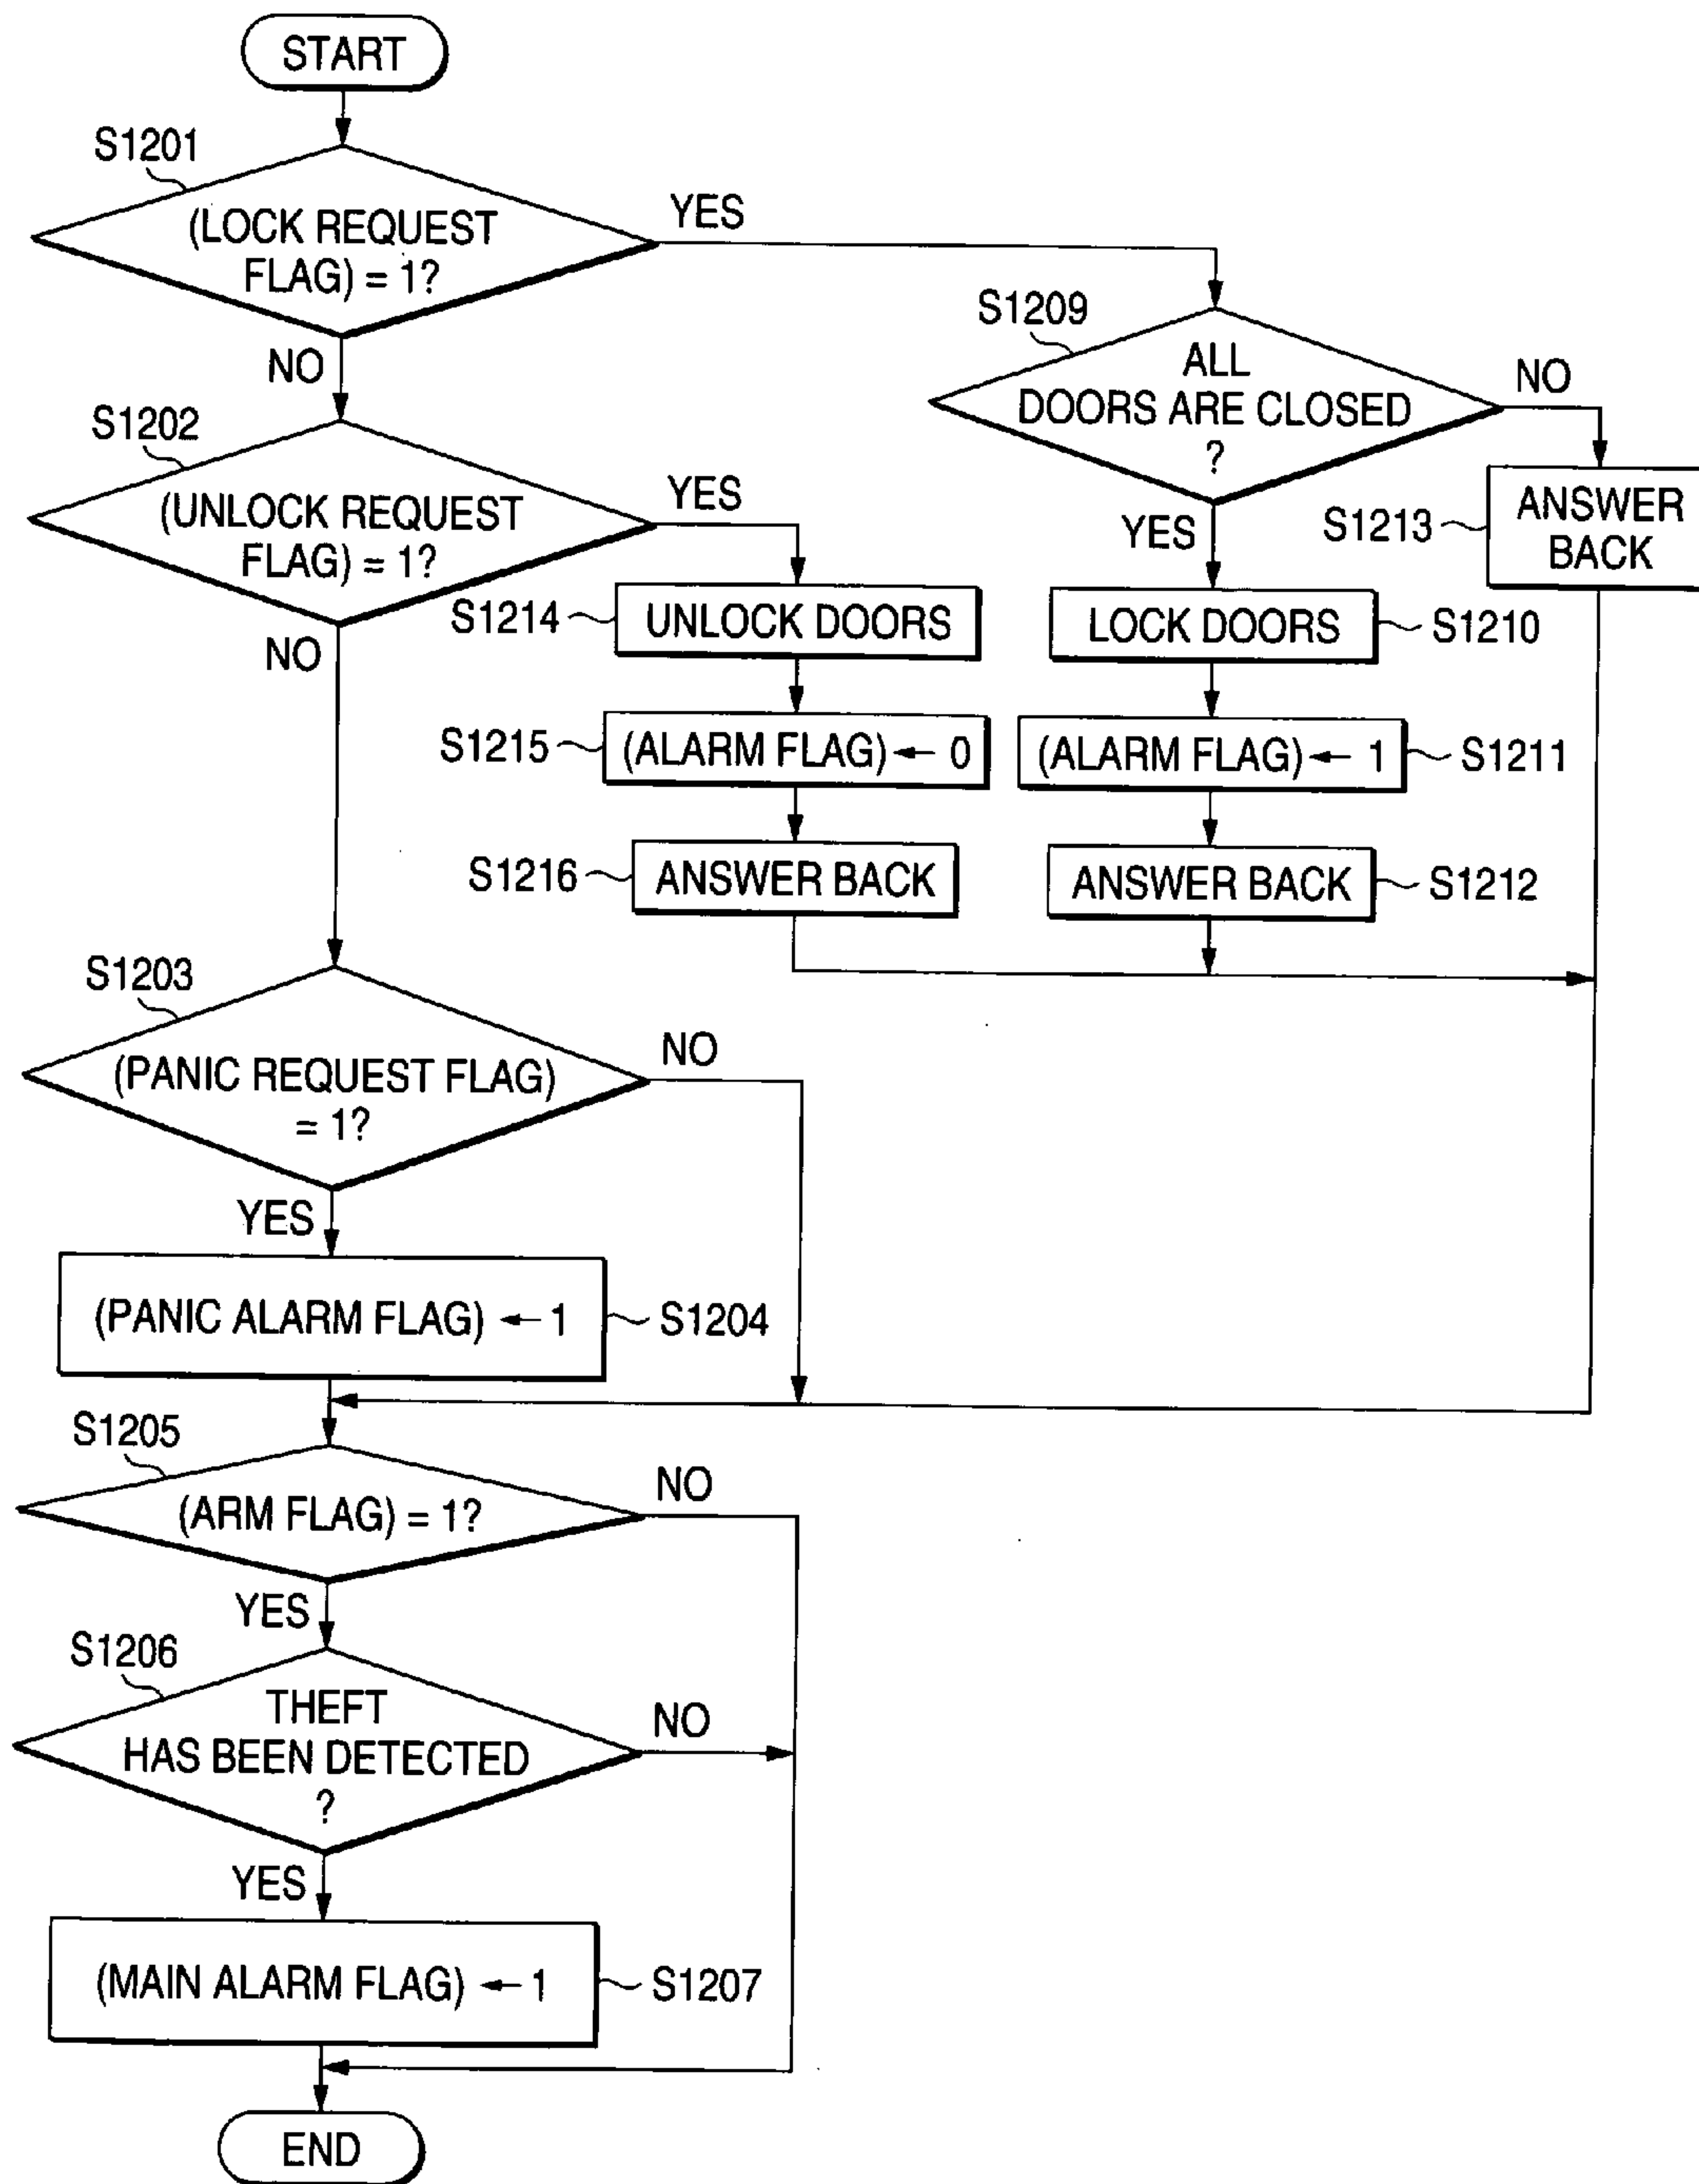 START
S1201
(LOCK REQUEST
FLAG) = 1?
YES
NO
S1209
ALL
DOORS ARE CLOSED
?
NO
YES
S1213
ANSWER
BACK
S1202
(UNLOCK REQUEST
FLAG) = 1?
YES
NO
S1214
UNLOCK DOORS
LOCK DOORS
S1210
S1215
(ALARM FLAG) ← 0
(ALARM FLAG) ← 1
S1211
S1216
ANSWER BACK
ANSWER BACK
S1212
S1203
(PANIC REQUEST FLAG)
= 1?
NO
YES
(PANIC ALARM FLAG) ← 1
S1204
S1205
(ARM FLAG) = 1?
NO
YES
S1206
THEFT
HAS BEEN DETECTED
?
NO
YES
(MAIN ALARM FLAG) ← 1
S1207
END